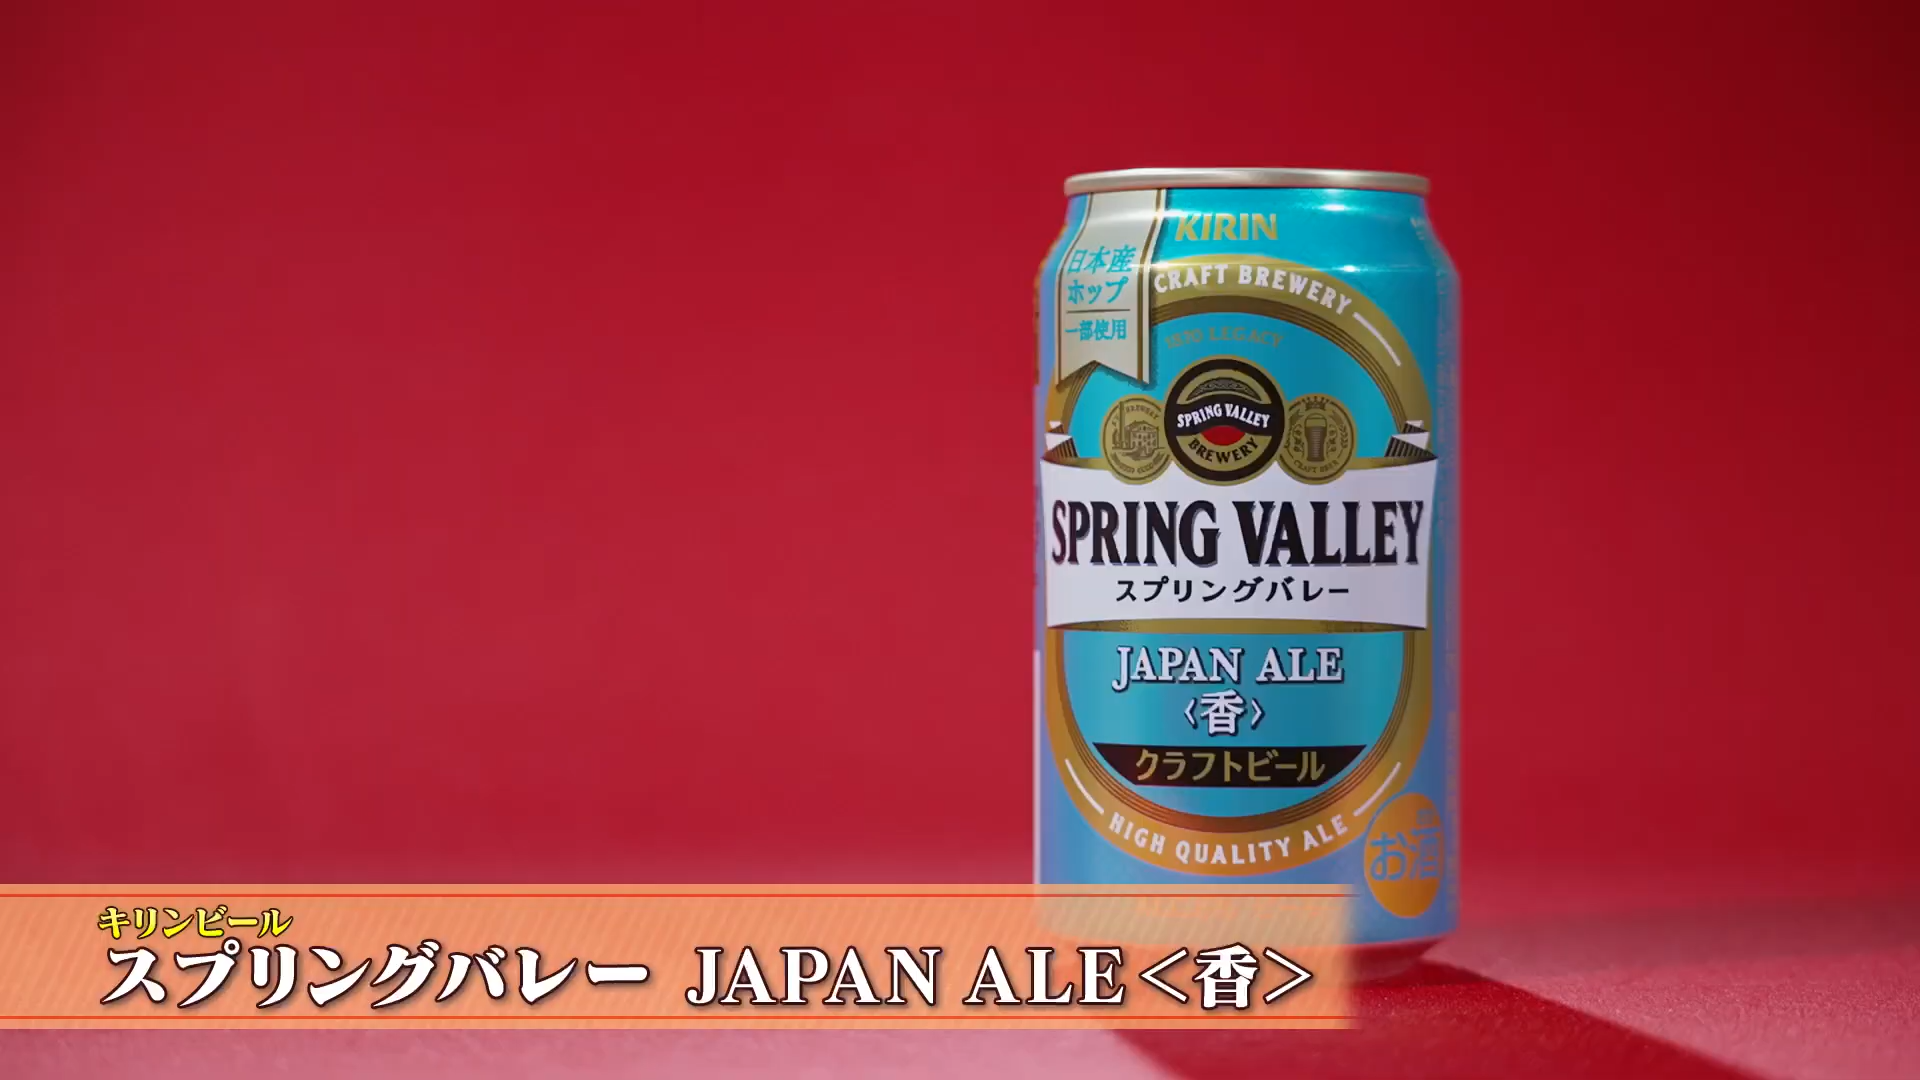 KIRIN
日本産
ホップ
一部使用
CRAFT BREWERY
1870 LEGACY
SPRING VALLEY
BREWERY
CRAFT BEER
SPRING VALLEY
スプリングバレー
JAPAN ALE
〈香〉
クラフトビール
HIGH QUALITY ALE
お酒
キリンビール
スプリングバレー JAPAN ALE<香>